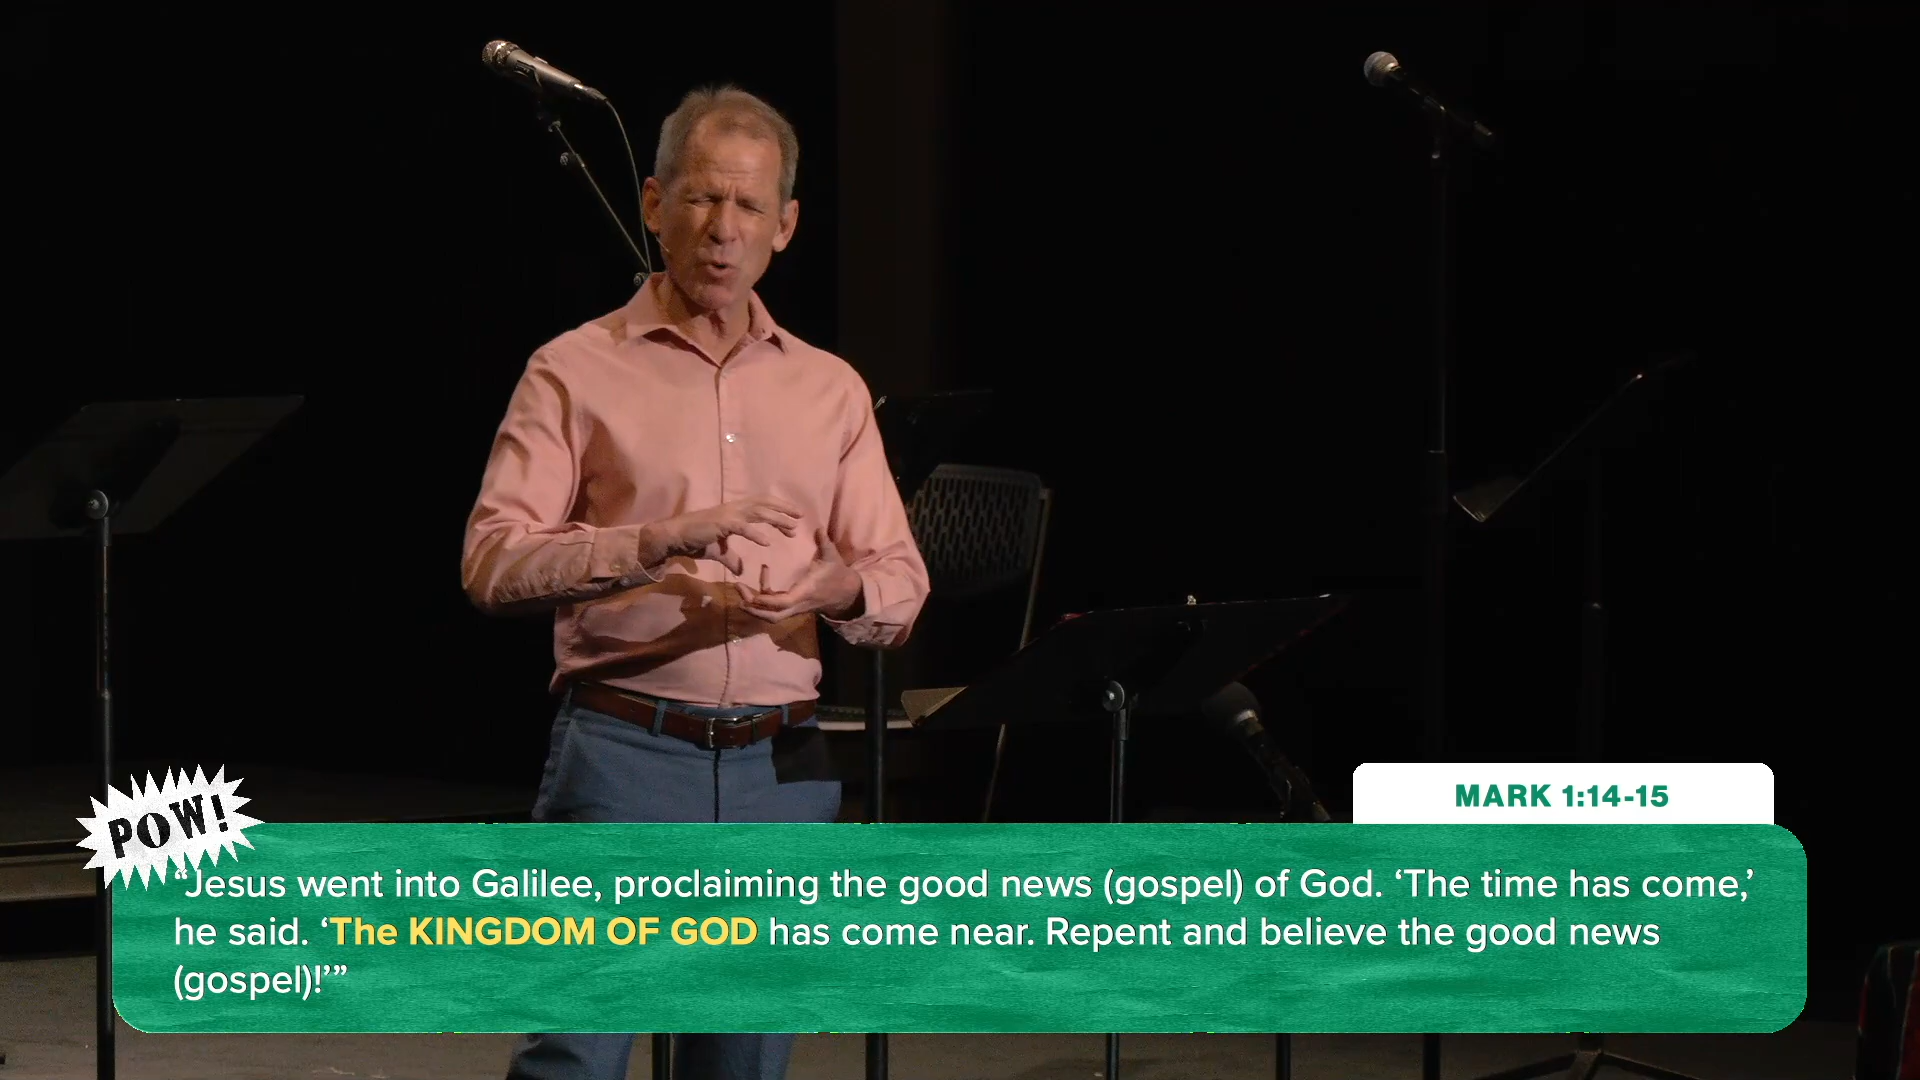 MARK 1:14-15
POW!
“Jesus went into Galilee, proclaiming the good news (gospel) of God. ‘The time has come,’
he said. ‘The KINGDOM OF GOD has come near. Repent and believe the good news
(gospel)!’”